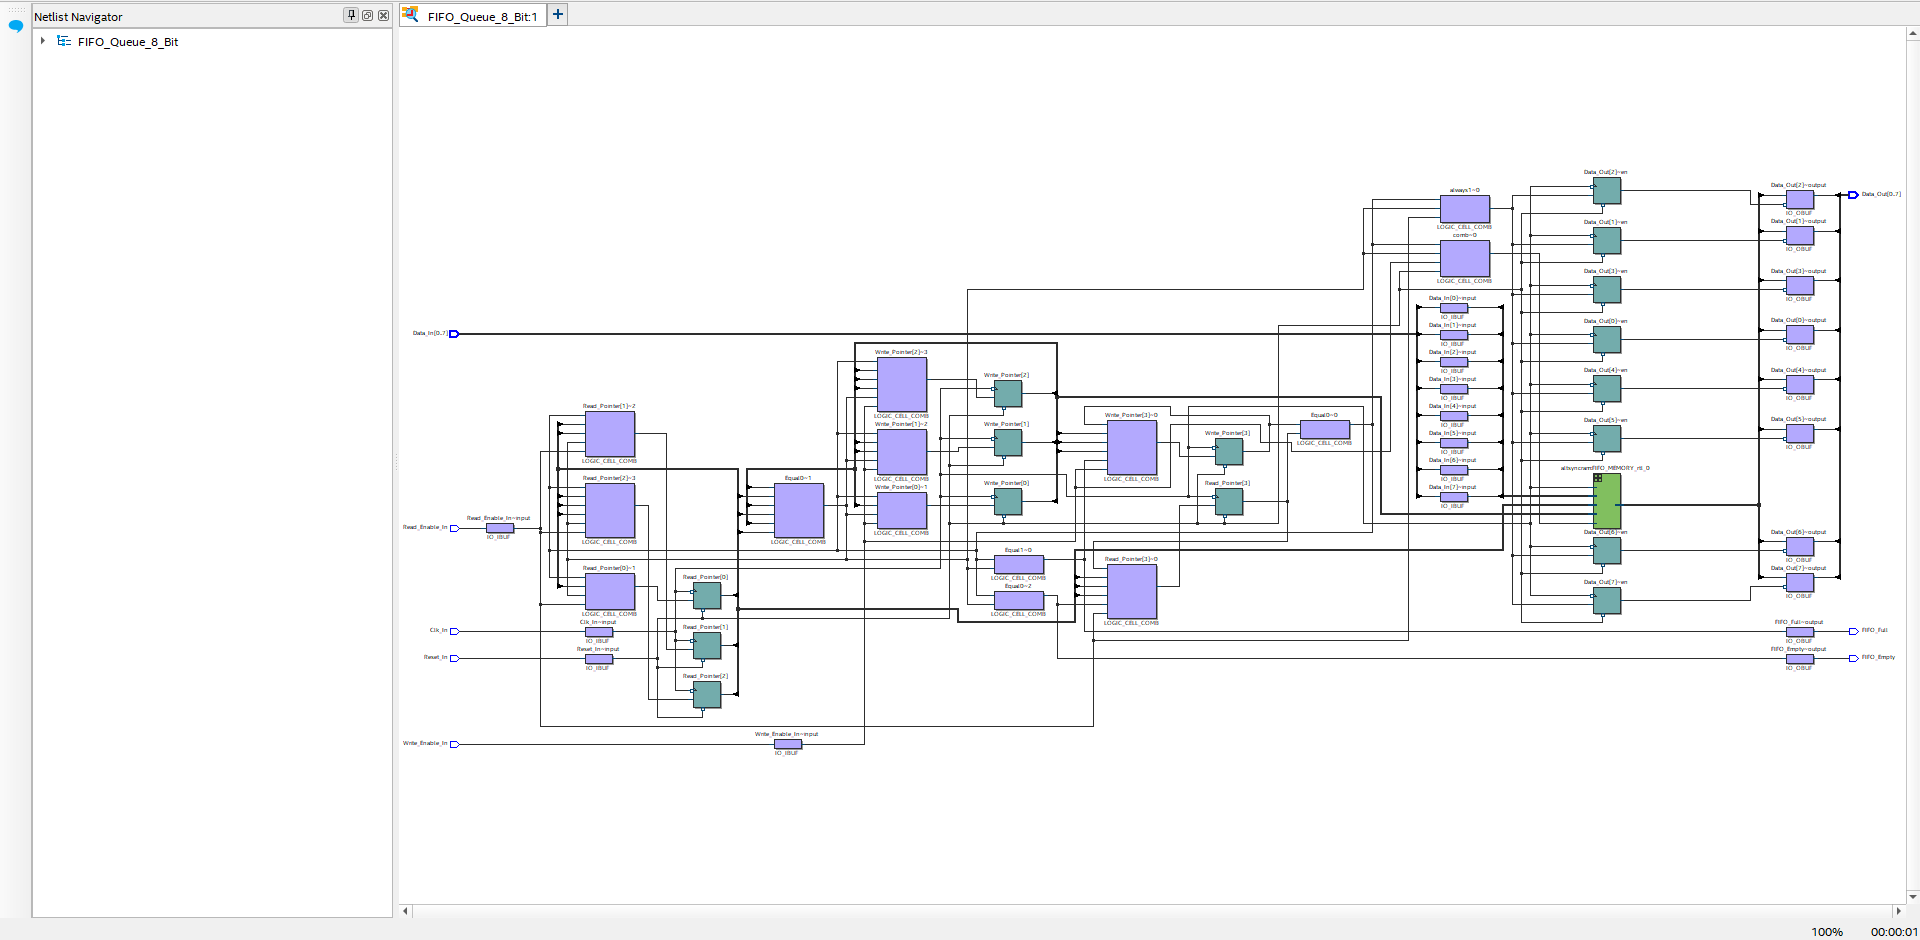 Netlist Navigator
FIFO_Queue_8_Bit:1
FIFO_Queue_8_Bit
Data_Out[2]~en
Data_Out[2]~output
always1~0
Data_Out[0..7]
IO_OBUF
Data_Out[1]~output
LOGIC_CELL_COMB
Data_Out[1]~en
comb~0
IO_OBUF
Data_Out[3]~en
Data_Out[3]~output
LOGIC_CELL_COMB
Data_In[0]~input
IO_OBUF
IO_IBUF
Data_Out[0]~en
Data_Out[0]~output
Data_In[0..7]
Data_In[1]~input
IO_IBUF
IO_OBUF
Write_Pointer[2]~3
Data_In[2]~input
IO_IBUF
Data_Out[4]~en
Data_Out[4]~output
Write_Pointer[2]
Data_In[3]~input
IO_IBUF
IO_OBUF
Read_Pointer[1]~2
Data_In[4]~input
LOGIC_CELL_COMB
Write_Pointer[3]~0
Equal0~0
IO_IBUF
Data_Out[5]~en
Data_Out[5]~output
Write_Pointer[1]~2
Write_Pointer[1]
Write_Pointer[3]
Data_In[5]~input
LOGIC_CELL_COMB
IO_IBUF
IO_OBUF
LOGIC_CELL_COMB
Data_In[6]~input
altsyncram:FIFO_MEMORY_rtl_0
Read_Pointer[2]~3
Equal0~1
LOGIC_CELL_COMB
LOGIC_CELL_COMB
IO_IBUF
Write_Pointer[0]~1
Write_Pointer[0]
Read_Pointer[3]
Data_In[7]~input
IO_IBUF
Read_Enable_In~input
Read_Enable_In
IO_IBUF
LOGIC_CELL_COMB
Data_Out[6]~en
Data_Out[6]~output
LOGIC_CELL_COMB
LOGIC_CELL_COMB
Equal1~0
IO_OBUF
Read_Pointer[3]~0
Read_Pointer[0]~1
Read_Pointer[0]
LOGIC_CELL_COMB
Data_Out[7]~en
Data_Out[7]~output
Equal0~2
IO_OBUF
LOGIC_CELL_COMB
LOGIC_CELL_COMB
Clk_In~input
LOGIC_CELL_COMB
FIFO_Full~output
Clk_In
Read_Pointer[1]
FIFO_Full
IO_IBUF
IO_OBUF
Reset_In~input
FIFO_Empty~output
Reset_In
FIFO_Empty
IO_IBUF
IO_OBUF
Read_Pointer[2]
Write_Enable_In~input
Write_Enable_In
IO_IBUF
100%
00:00:01